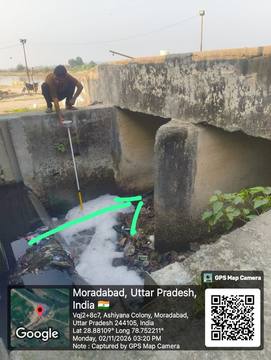 GPS Map Camera
Moradabad, Uttar Pradesh,
India 🇮🇳
Vqj2+8c7, Ashiyana Colony, Moradabad,
Uttar Pradesh 244105, India
Lat 28.88109° Long 78.752211°
Monday, 02/11/2026 03:20 PM
Note : Captured by GPS Map Camera
Google